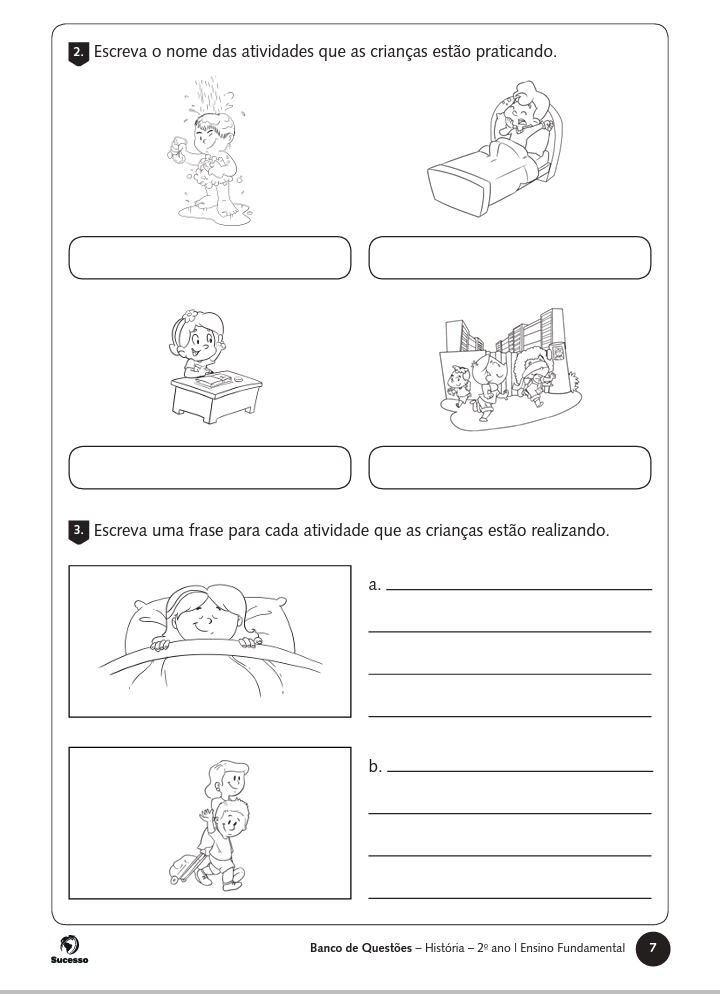 2. Escreva o nome das atividades que as crianças estão praticando.
3. Escreva uma frase para cada atividade que as crianças estão realizando.
a.
b.
Sucesso
Banco de Questões – História – 2º ano | Ensino Fundamental
7